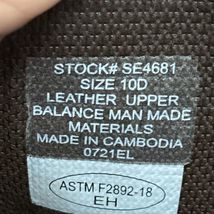 STOCK# SE4681
SIZE.10D
LEATHER UPPER
BALANCE MAN MADE
MATERIALS
MADE IN CAMBODIA
0721EL
ASTM F2892-18
EH